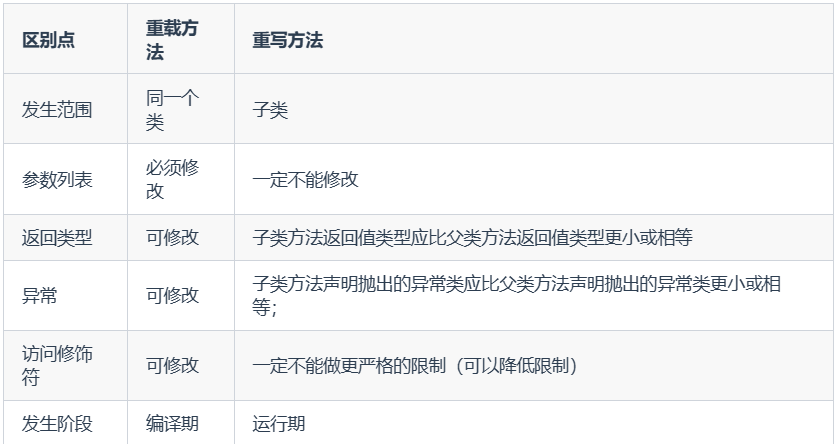 区别点 重载方法 重写方法
发生范围 同一个类 子类
参数列表 必须修改 一定不能修改
返回类型 可修改 子类方法返回值类型应比父类方法返回值类型更小或相等
异常 可修改 子类方法声明抛出的异常类应比父类方法声明抛出的异常类更小或相等；
访问修饰符 可修改 一定不能做更严格的限制（可以降低限制）
发生阶段 编译期 运行期